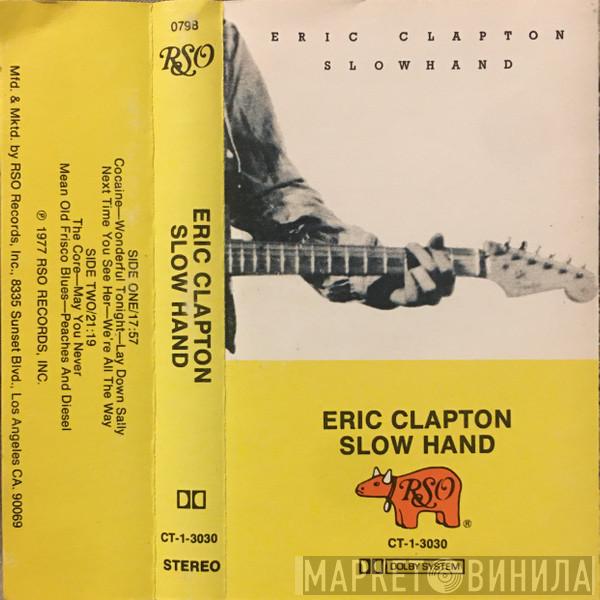 Mfd. & Mktd. by RSO Records, Inc., 8335 Sunset Blvd., Los Angeles CA. 90069
SIDE ONE/17:57
Cocaine—Wonderful Tonight—Lay Down Sally
Next Time You See Her—We're All The Way
SIDE TWO/21:19
The Core—May You Never
Mean Old Frisco Blues—Peaches And Diesel
℗ 1977 RSO RECORDS, INC.
0798
RSO
ERIC CLAPTON
SLOW HAND
CT-1-3030
STEREO
ERIC CLAPTON
SLOWHAND
ERIC CLAPTON
SLOW HAND
RSO
®
CT-1-3030
DOLBY SYSTEM
МАРКЕТ ВИНИЛА